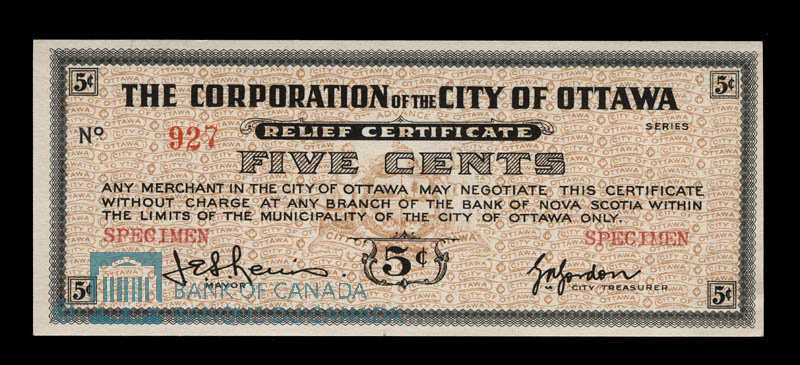 5¢ 5¢
THE CORPORATION OF THE CITY OF OTTAWA
Nº 927 SERIES
RELIEF CERTIFICATE
FIVE CENTS
ANY MERCHANT IN THE CITY OF OTTAWA MAY NEGOTIATE THIS CERTIFICATE
WITHOUT CHARGE AT ANY BRANCH OF THE BANK OF NOVA SCOTIA WITHIN
THE LIMITS OF THE MUNICIPALITY OF THE CITY OF OTTAWA ONLY.
SPECIMEN SPECIMEN
5¢
MAYOR CITY TREASURER
5¢ 5¢
BANK OF CANADA
BANQUE DU CANADA